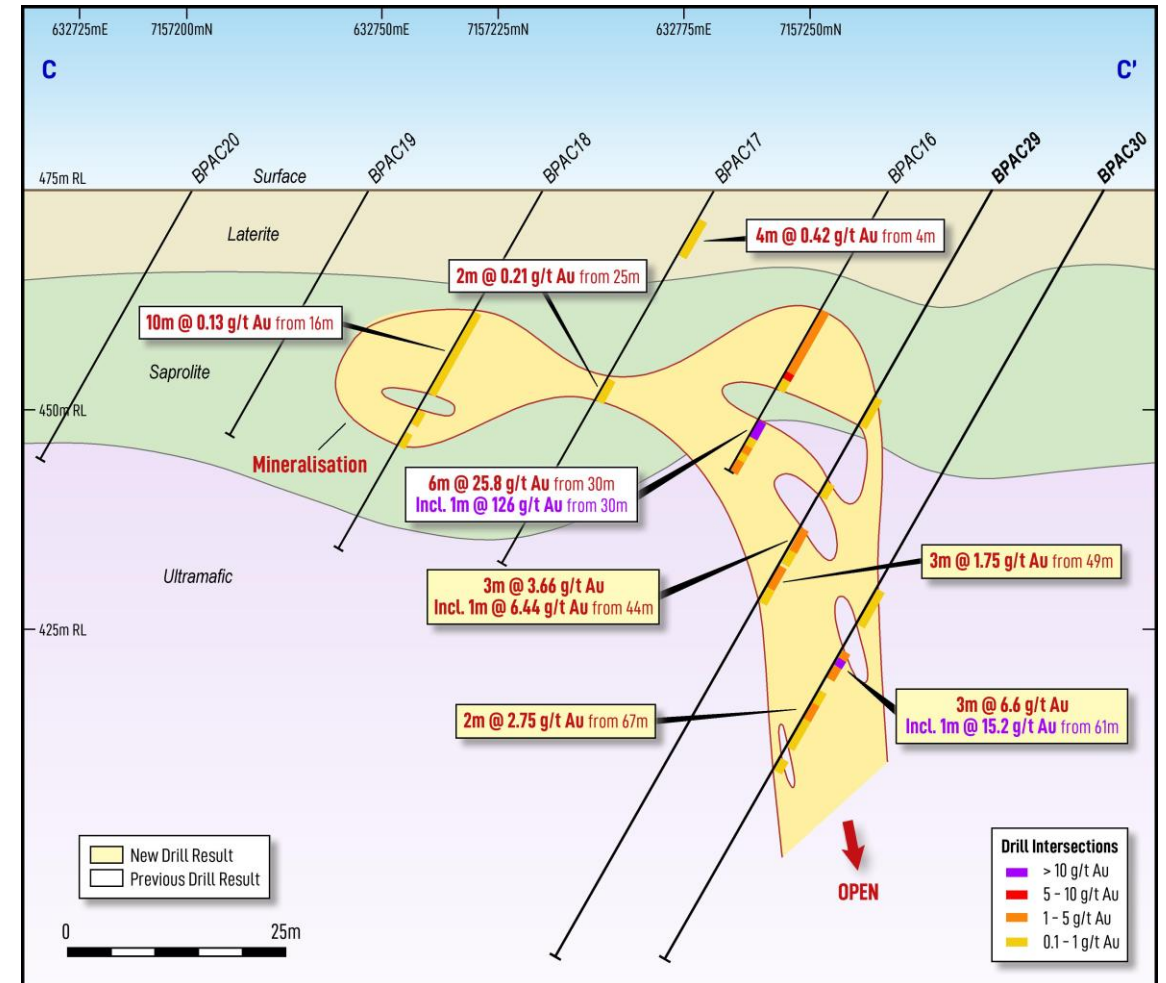 632725mE
7157200mN
632750mE
7157225mN
632775mE
7157250mN
C
C'
BPAC20
BPAC19
BPAC18
BPAC17
BPAC16
BPAC29
BPAC30
475m RL
Surface
Laterite
4m @ 0.42 g/t Au from 4m
2m @ 0.21 g/t Au from 25m
10m @ 0.13 g/t Au from 16m
Saprolite
450m RL
Mineralisation
6m @ 25.8 g/t Au from 30m
Incl. 1m @ 126 g/t Au from 30m
Ultramafic
3m @ 3.66 g/t Au
Incl. 1m @ 6.44 g/t Au from 44m
3m @ 1.75 g/t Au from 49m
425m RL
2m @ 2.75 g/t Au from 67m
3m @ 6.6 g/t Au
Incl. 1m @ 15.2 g/t Au from 61m
OPEN
New Drill Result
Previous Drill Result
0
25m
Drill Intersections
> 10 g/t Au
5 - 10 g/t Au
1 - 5 g/t Au
0.1 - 1 g/t Au